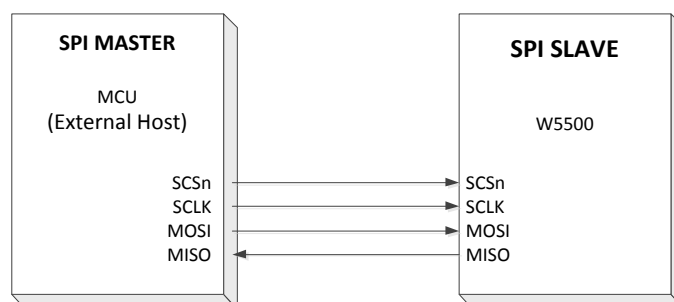 SPI MASTER
MCU
(External Host)
SCSn
SCLK
MOSI
MISO
SPI SLAVE
W5500
SCSn
SCLK
MOSI
MISO